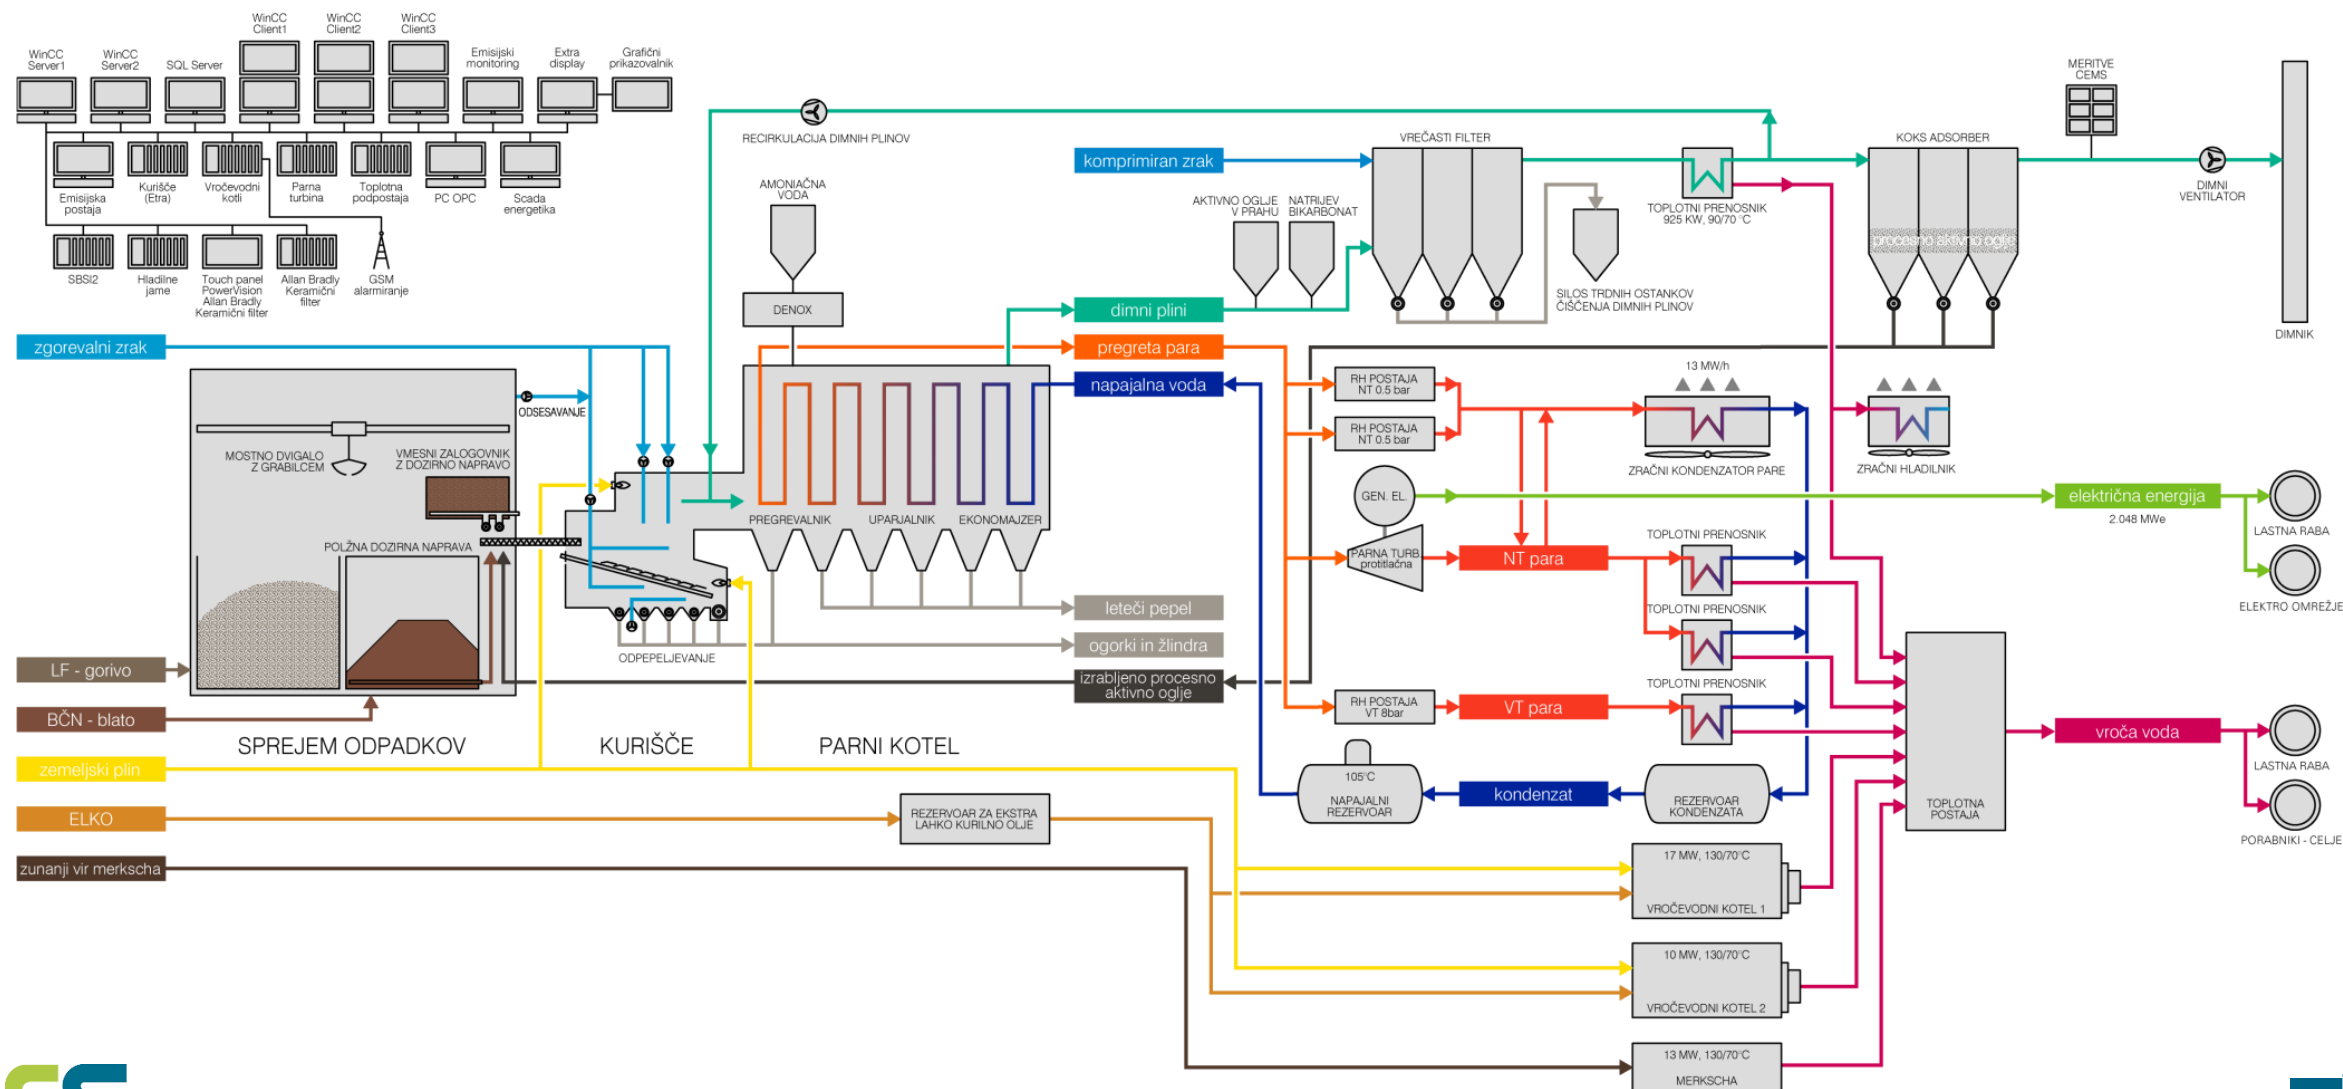 WinCC
Server1
WinCC
Server2
SQL Server
WinCC
Client1
WinCC
Client2
WinCC
Client3
Emisijski
monitoring
Extra
display
Grafični
prikazovalnik
Emisijska
postaja
Kurišče
(Etra)
Vročevodni
kotli
Parna
turbina
Toplotna
podpostaja
PC OPC
Scada
energetika
SBSI2
Hladilne
jame
Touch panel
PowerVision
Allan Bradly
Keramični filter
Allan Bradly
Keramični
filter
GSM
alarmiranje
RECIRKULACIJA DIMNIH PLINOV
AMONIAČNA
VODA
DENOX
komprimiran zrak
AKTIVNO OGLJE
V PRAHU
NATRIJEV
BIKARBONAT
VREČASTI FILTER
SILOS TRDNIH OSTANKOV
ČIŠČENJA DIMNIH PLINOV
TOPLOTNI PRENOSNIK
925 KW, 90/70 °C
KOKS ADSORBER
procesno aktivno oglje
MERITVE
CEMS
DIMNI
VENTILATOR
DIMNIK
zgorevalni zrak
dimni plini
pregreta para
napajalna voda
ODSESAVANJE
MOSTNO DVIGALO
Z GRABILCEM
VMESNI ZALOGOVNIK
Z DOZIRNO NAPRAVO
POLŽNA DOZIRNA NAPRAVA
PREGREVALNIK
UPARJALNIK
EKONOMAJZER
RH POSTAJA
NT 0.5 bar
RH POSTAJA
NT 0.5 bar
13 MW/h
ZRAČNI KONDENZATOR PARE
ZRAČNI HLADILNIK
GEN. EL.
PARNA TURB.
protitlačna
NT para
TOPLOTNI PRENOSNIK
TOPLOTNI PRENOSNIK
TOPLOTNI PRENOSNIK
električna energija
2.048 MWe
LASTNA RABA
ELEKTRO OMREŽJE
leteči pepel
ogorki in žlindra
izrabljeno procesno
aktivno oglje
ODPEPELJEVANJE
LF - gorivo
BČN - blato
SPREJEM ODPADKOV
KURIŠČE
PARNI KOTEL
RH POSTAJA
VT 8bar
VT para
zemeljski plin
ELKO
zunanji vir merkscha
REZERVOAR ZA EKSTRA
LAHKO KURILNO OLJE
105°C
NAPAJALNI
REZERVOAR
kondenzat
REZERVOAR
KONDENZATA
TOPLOTNA
POSTAJA
vroča voda
LASTNA RABA
PORABNIKI - CELJE
17 MW, 130/70°C
VROČEVODNI KOTEL 1
10 MW, 130/70°C
VROČEVODNI KOTEL 2
13 MW, 130/70°C
MERKSCHA